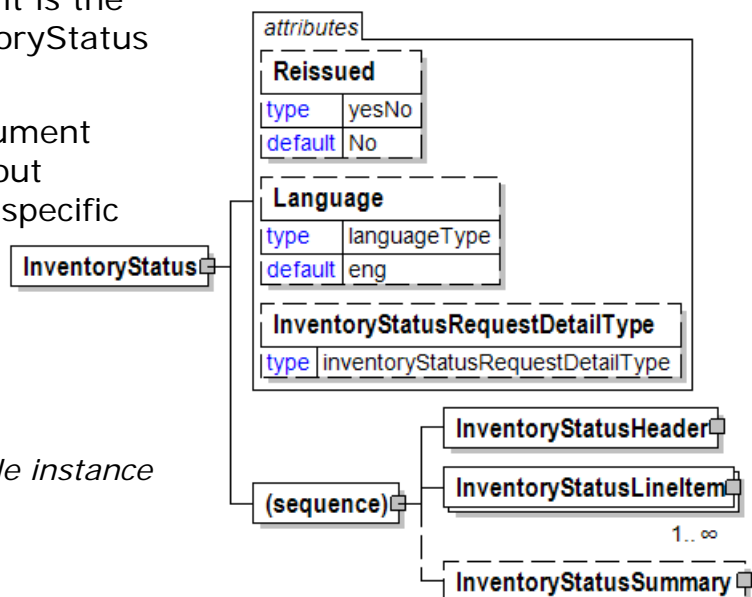 t is the
oryStatus
ument
out
specific
le instance
attributes
Reissued
type yesNo
default No
Language
type languageType
default eng
InventoryStatusRequestDetailType
type inventoryStatusRequestDetailType
InventoryStatus
(sequence)
InventoryStatusHeader
InventoryStatusLineItem
1.. ∞
InventoryStatusSummary